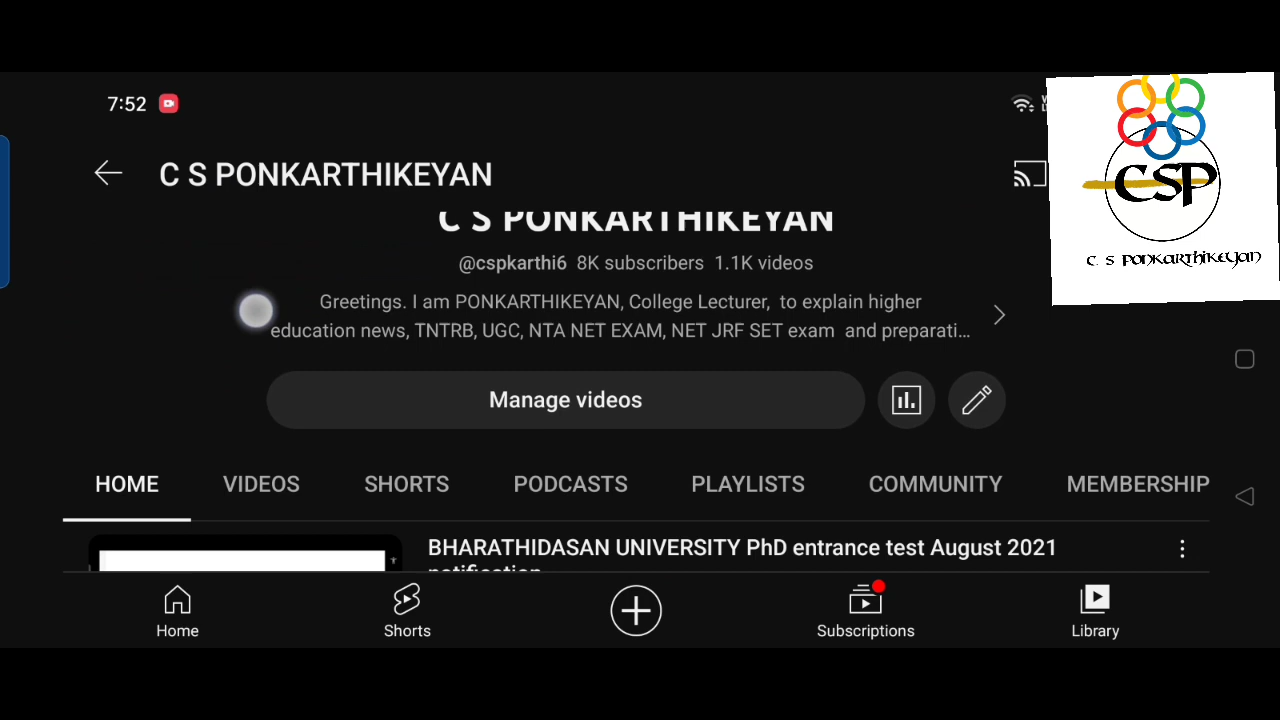 7:52
C S PONKARTHIKEYAN
C S PONKARTHIKEYAN
@cspkarthi6 8K subscribers 1.1K videos
Greetings. I am PONKARTHIKEYAN, College Lecturer, to explain higher
education news, TNTRB, UGC, NTA NET EXAM, NET JRF SET exam and preparati...
Manage videos
HOME VIDEOS SHORTS PODCASTS PLAYLISTS COMMUNITY MEMBERSHIP
BHARATHIDASAN UNIVERSITY PhD entrance test August 2021
notification
Home Shorts Subscriptions Library
CSP
C. S PONKARTHIKEYAN